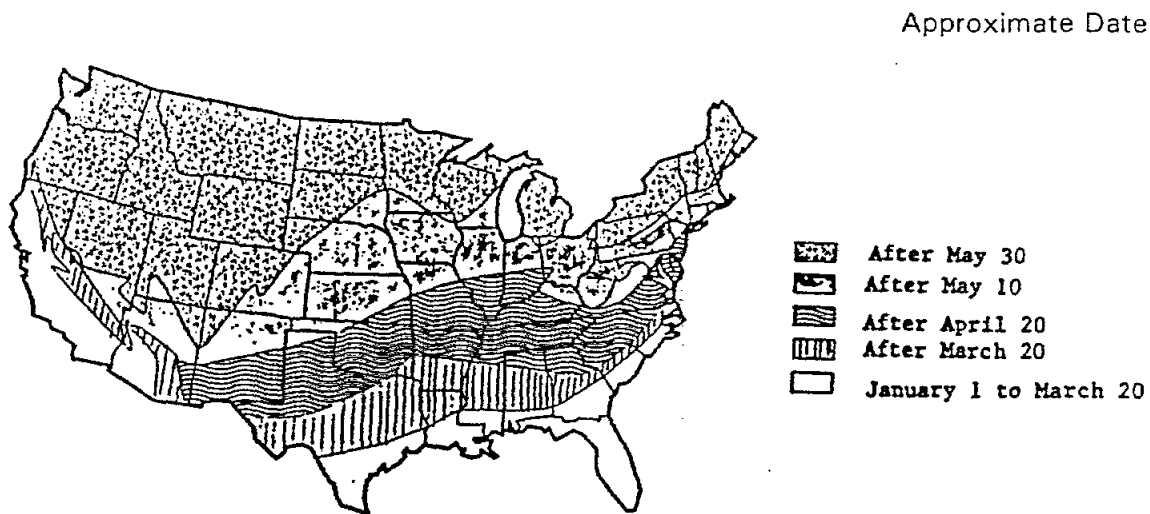 Approximate Date
After May 30
After May 10
After April 20
After March 20
January 1 to March 20